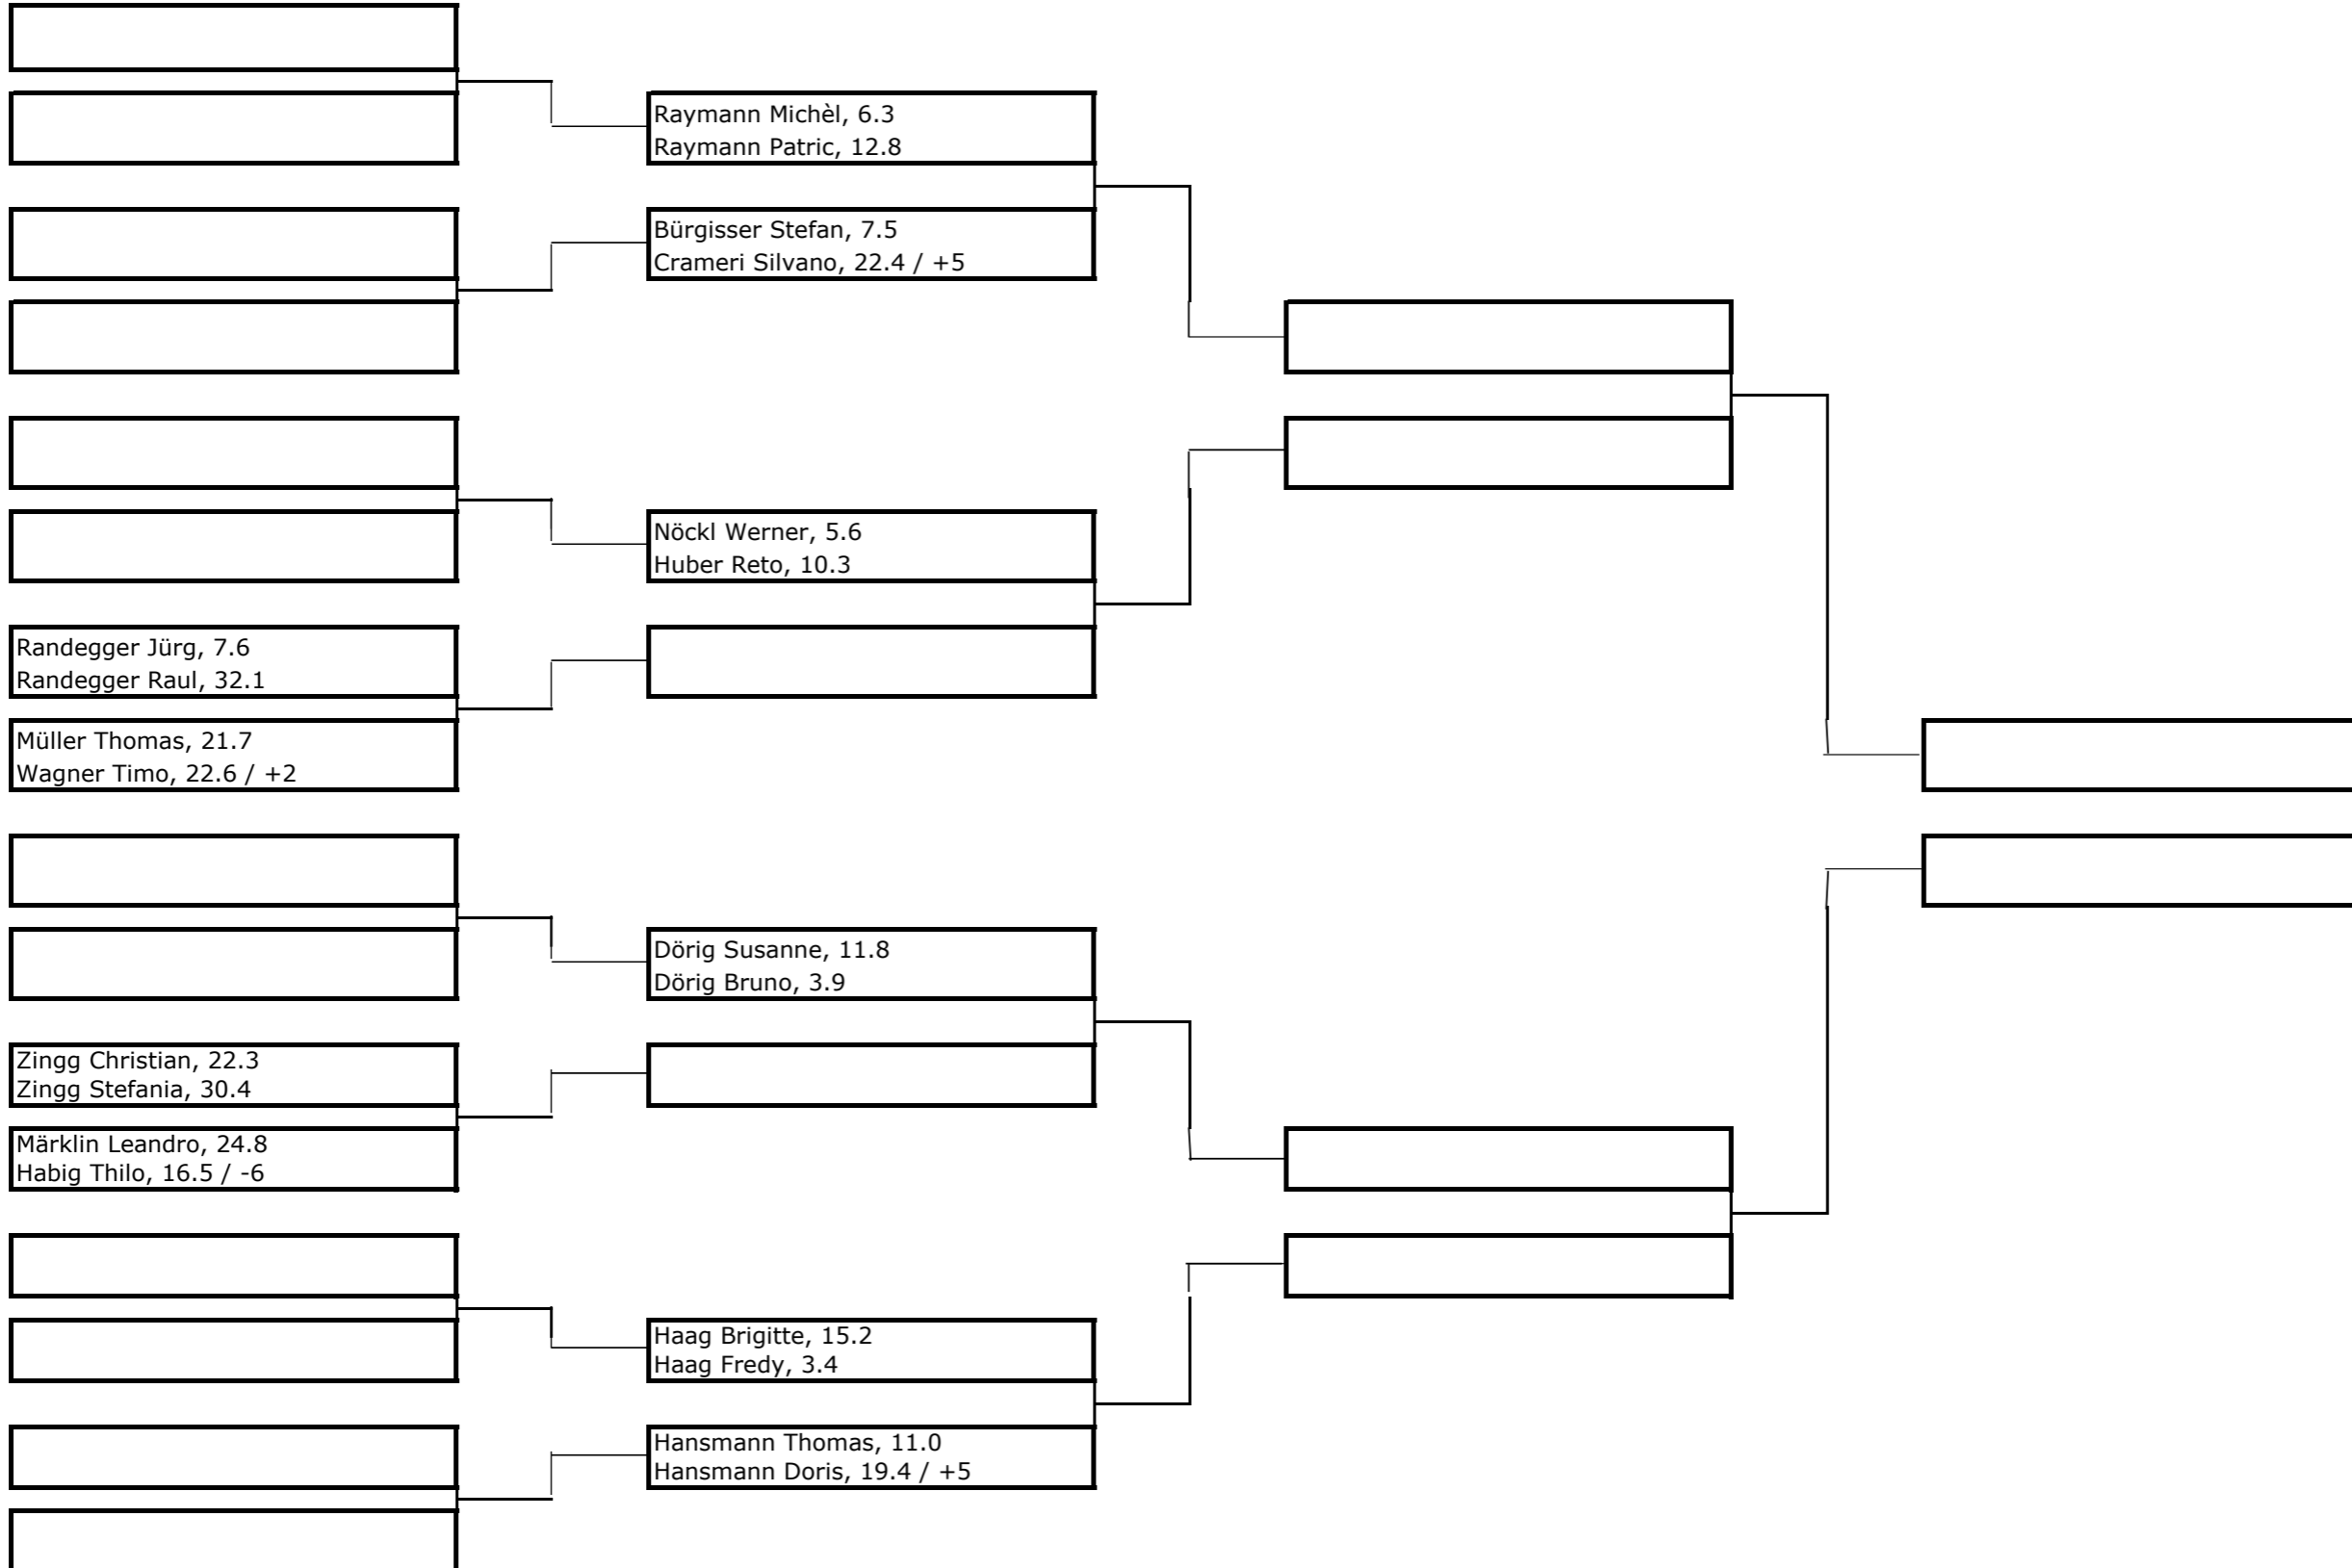 Raymann Michèl, 6.3
Raymann Patric, 12.8
Bürgisser Stefan, 7.5
Crameri Silvano, 22.4 / +5
Nöckl Werner, 5.6
Huber Reto, 10.3
Randegger Jürg, 7.6
Randegger Raul, 32.1
Müller Thomas, 21.7
Wagner Timo, 22.6 / +2
Dörig Susanne, 11.8
Dörig Bruno, 3.9
Zingg Christian, 22.3
Zingg Stefania, 30.4
Märklin Leandro, 24.8
Habig Thilo, 16.5 / -6
Haag Brigitte, 15.2
Haag Fredy, 3.4
Hansmann Thomas, 11.0
Hansmann Doris, 19.4 / +5